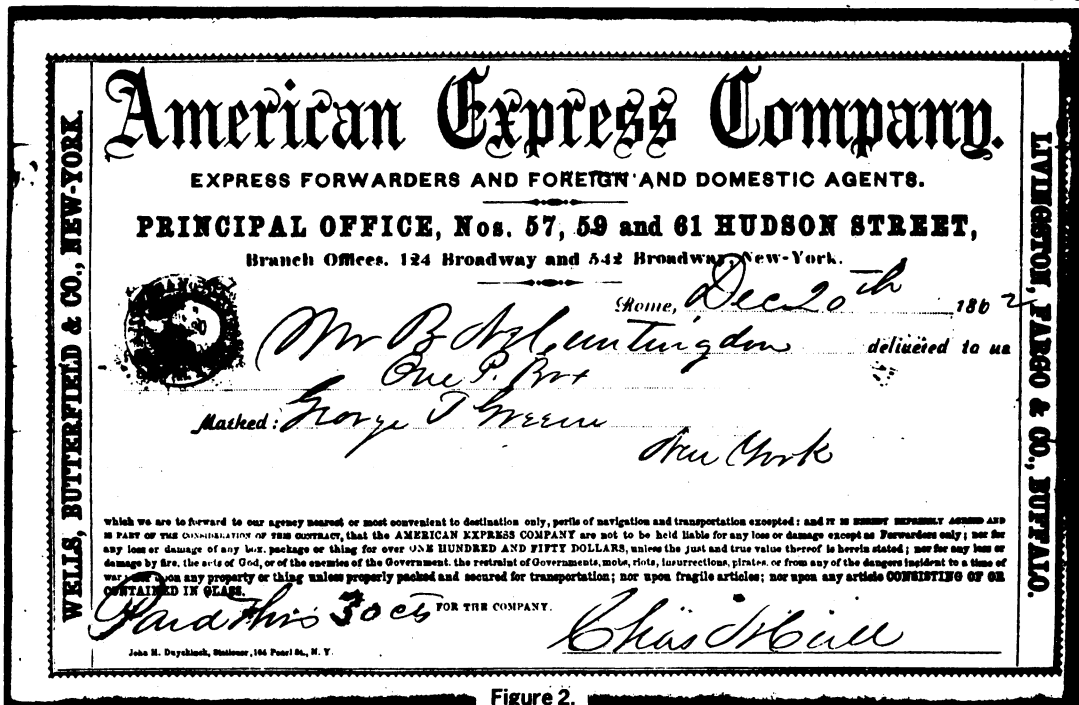 American Express Company.
EXPRESS FORWARDERS AND FOREIGN AND DOMESTIC AGENTS.
PRINCIPAL OFFICE, Nos. 57, 59 and 61 HUDSON STREET,
Branch Offices. 124 Broadway and 542 Broadway, New-York.
Rome, Dec 20th 1862
Mr B Huntingdon delivered to us
One P. Box
Marked: George T Greene
New York
which we are to forward to our agency nearest or most convenient to destination only, perils of navigation and transportation excepted; and IT IS HEREBY EXPRESSLY AGREED AND
IS PART OF THE CONSIDERATION OF THIS CONTRACT, that the AMERICAN EXPRESS COMPANY are not to be held liable for any loss or damage except as Forwarders only; nor for
any loss or damage of any box, package or thing for over ONE HUNDRED AND FIFTY DOLLARS, unless the just and true value thereof is herein stated; nor for any loss or
damage by fire, the acts of God, or of the enemies of the Government, the restraint of Governments, mobs, riots, insurrections, pirates, or from any of the dangers incident to a time of
war; nor upon any property or thing unless properly packed and secured for transportation; nor upon fragile articles; nor upon any article CONSISTING OF OR
CONTAINED IN GLASS.
Paid thro 30cts FOR THE COMPANY.
Chas
John M. Duyckinck, Stationer, 164 Pearl St., N. Y.
WELLS, BUTTERFIELD & CO., NEW-YORK.
LIVINGSTON, FARGO & CO., BUFFALO.
Figure 2.